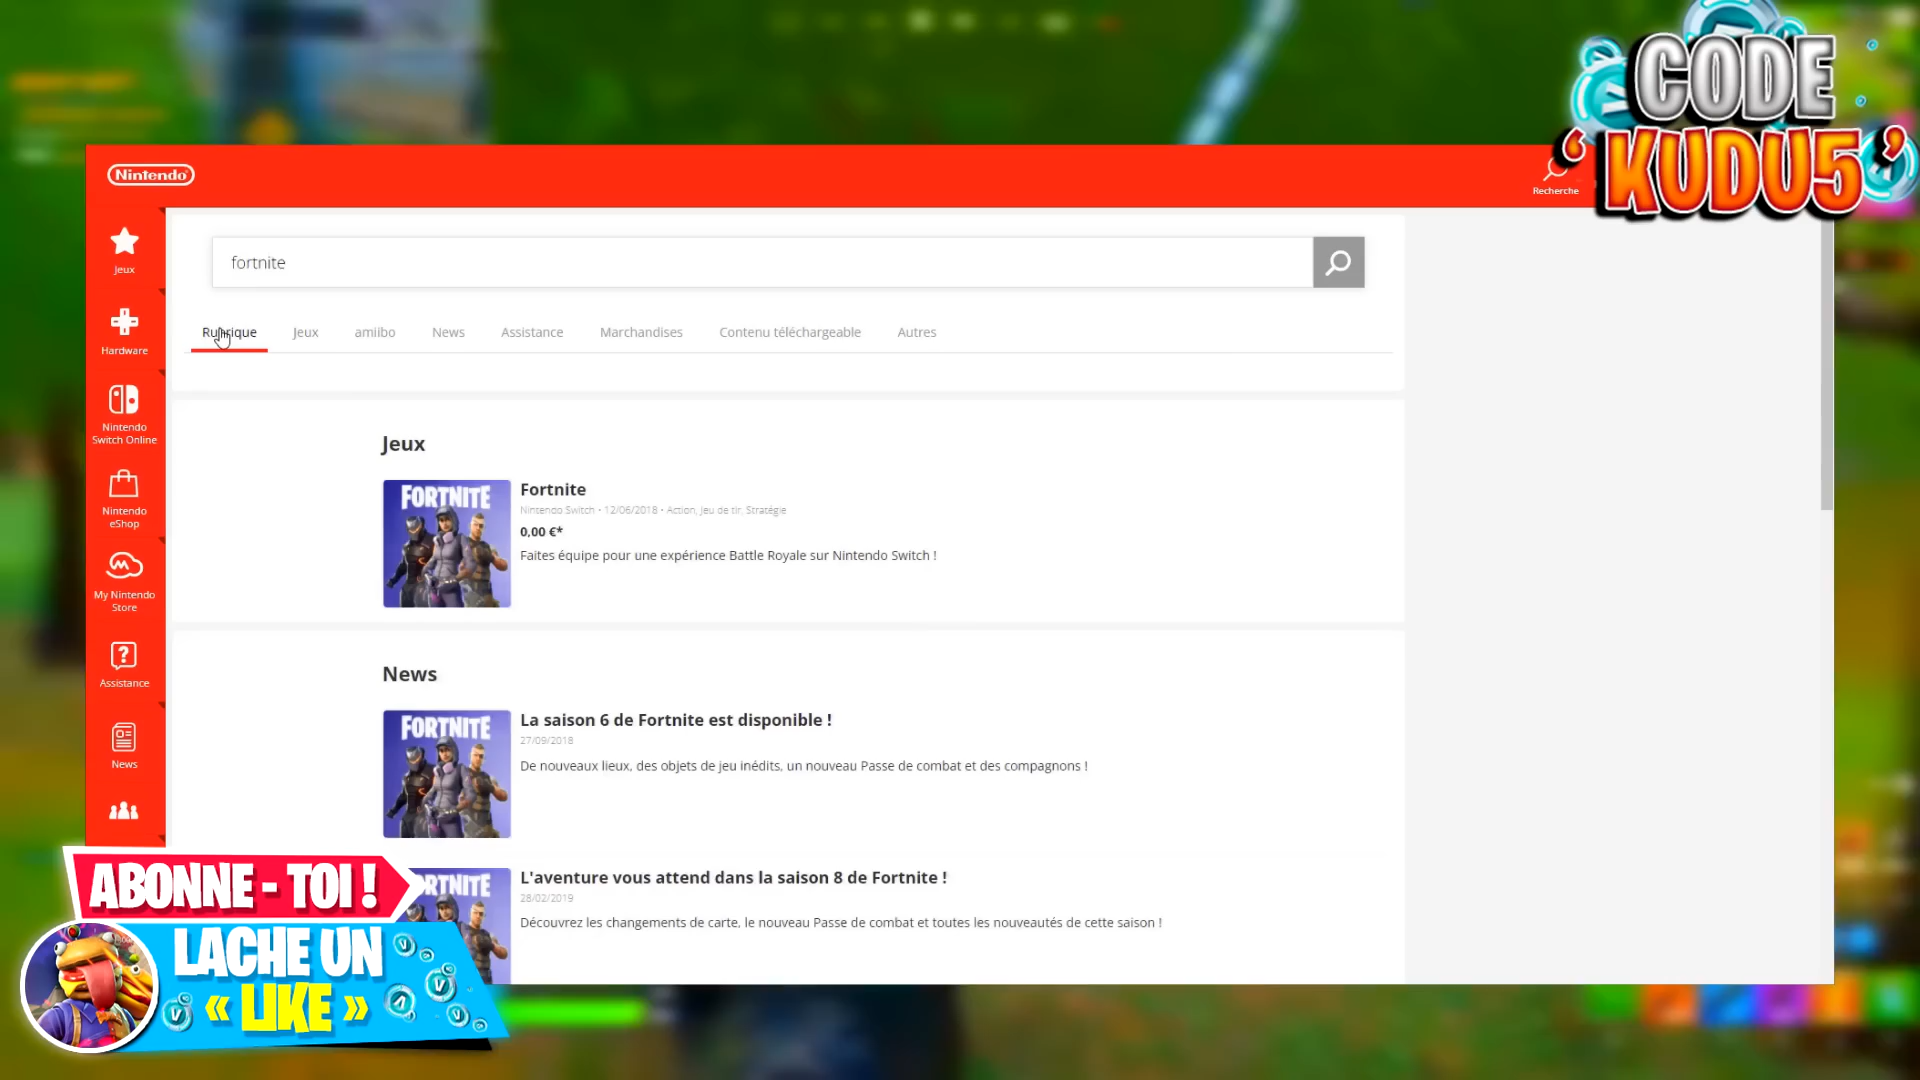 CODE
‘ KUDU5 ’
Nintendo
Recherche
fortnite
Rubrique
Jeux
amiibo
News
Assistance
Marchandises
Contenu téléchargeable
Autres
Jeux
Hardware
Nintendo
Switch Online
Nintendo
eShop
My Nintendo
Store
Assistance
News
Jeux
FORTNITE
Fortnite
Nintendo Switch • 12/06/2018 • Action, Jeu de tir, Stratégie
0,00 €*
Faites équipe pour une expérience Battle Royale sur Nintendo Switch !
News
FORTNITE
La saison 6 de Fortnite est disponible !
27/09/2018
De nouveaux lieux, des objets de jeu inédits, un nouveau Passe de combat et des compagnons !
RTNITE
L'aventure vous attend dans la saison 8 de Fortnite !
28/02/2019
Découvrez les changements de carte, le nouveau Passe de combat et toutes les nouveautés de cette saison !
ABONNE - TOI !
LACHE UN
« LIKE »